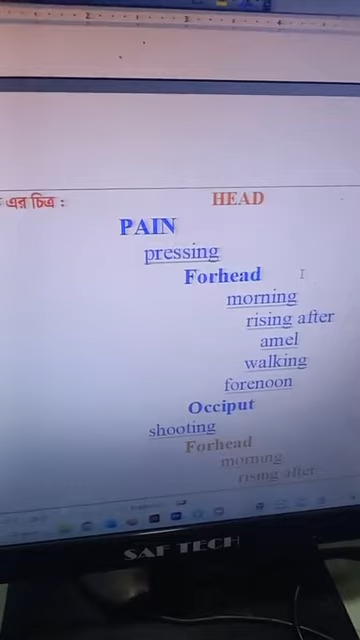 এর চিত্র : HEAD
PAIN
pressing
Forhead
morning
rising after
amel
walking
forenoon
Occiput
shooting
Forhead
morning
rising after
SAF TECH